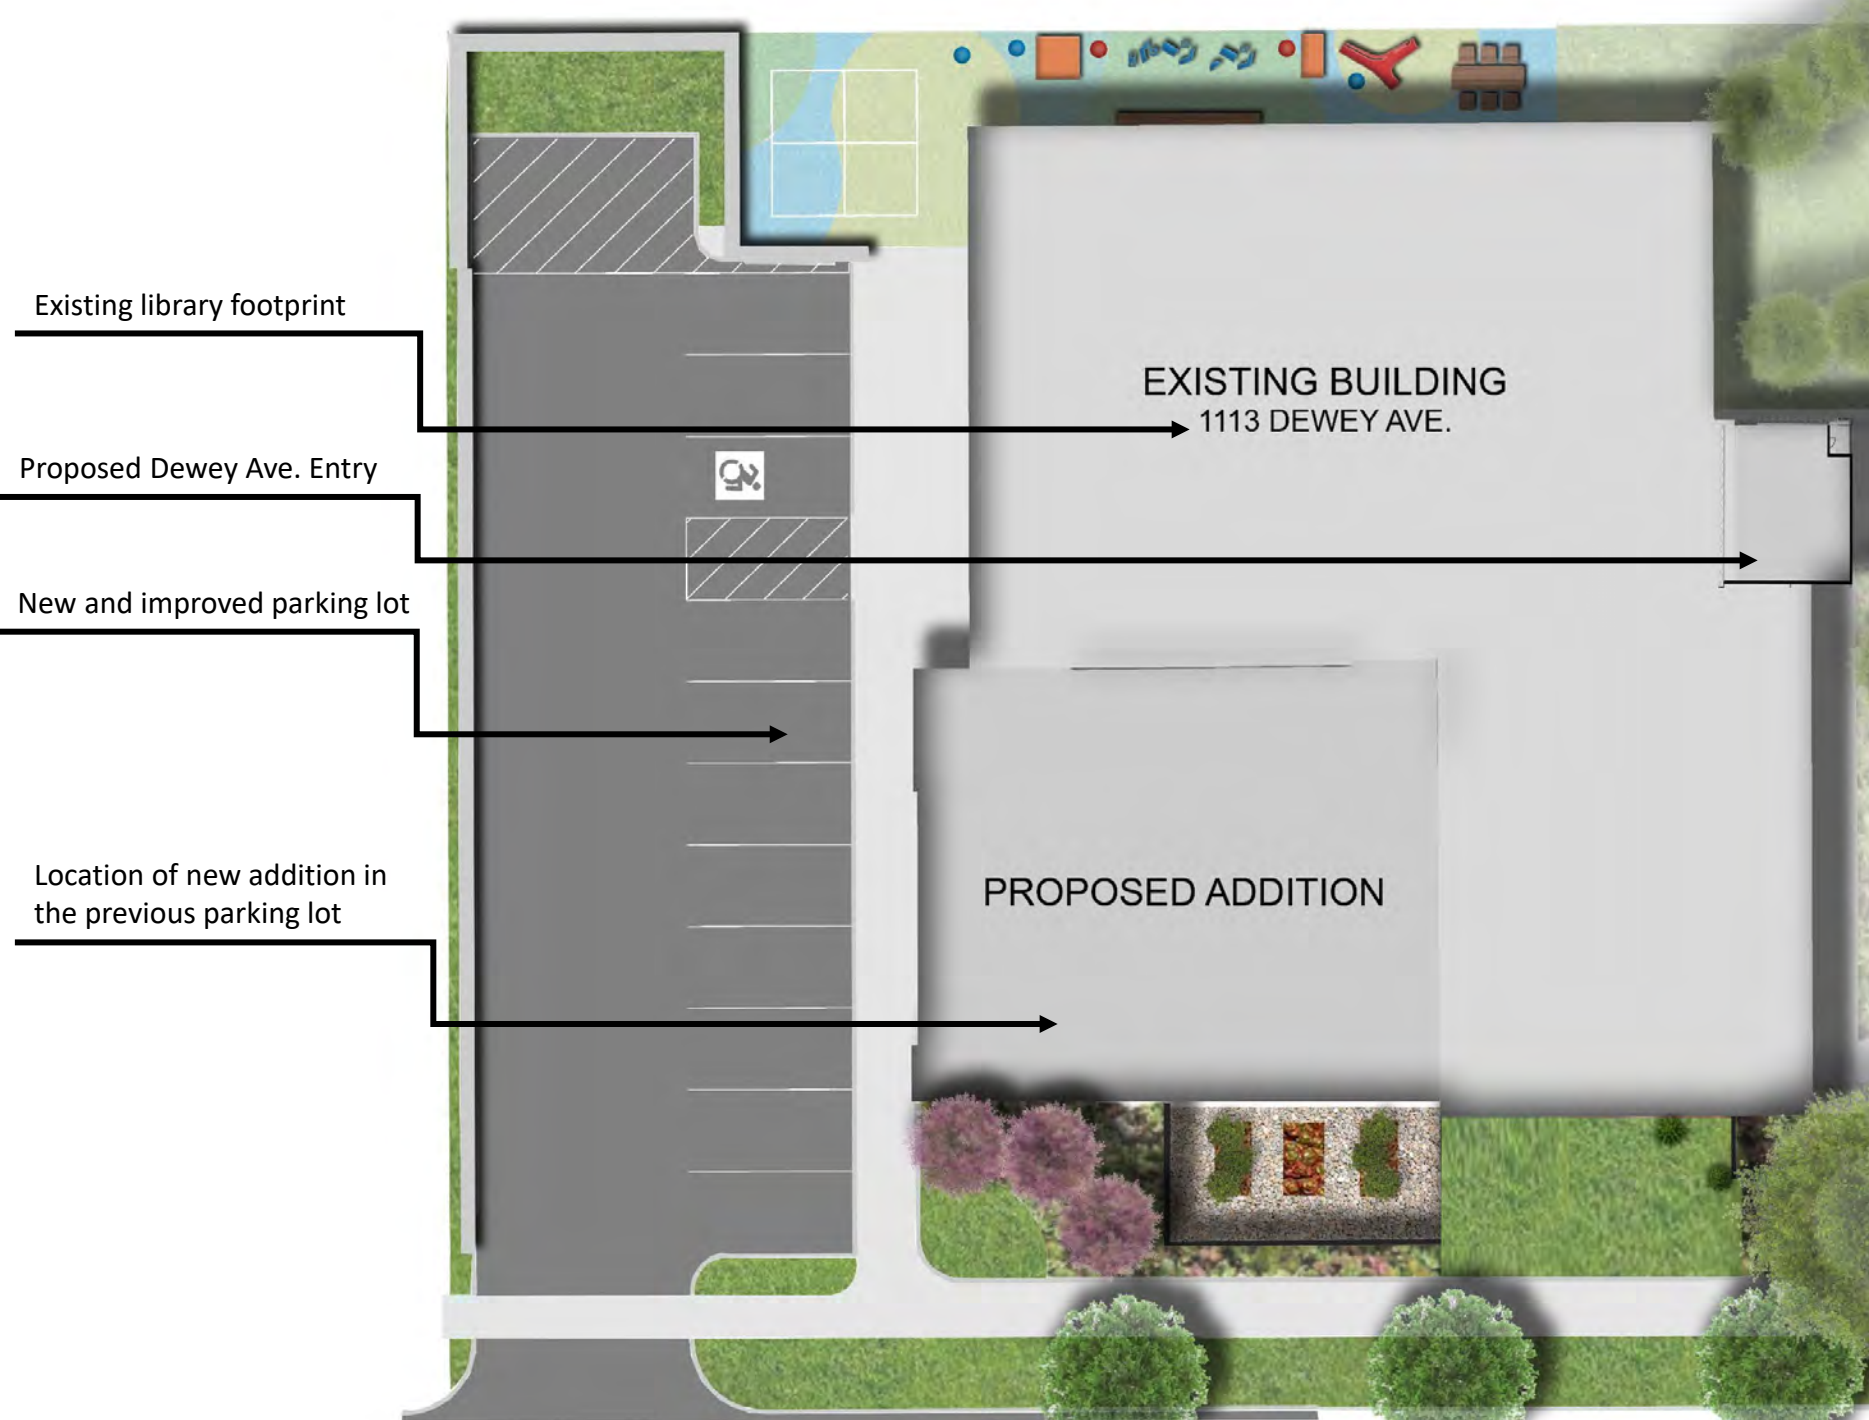 Existing library footprint
EXISTING BUILDING
1113 DEWEY AVE.
Proposed Dewey Ave. Entry
New and improved parking lot
Location of new addition in
the previous parking lot
PROPOSED ADDITION